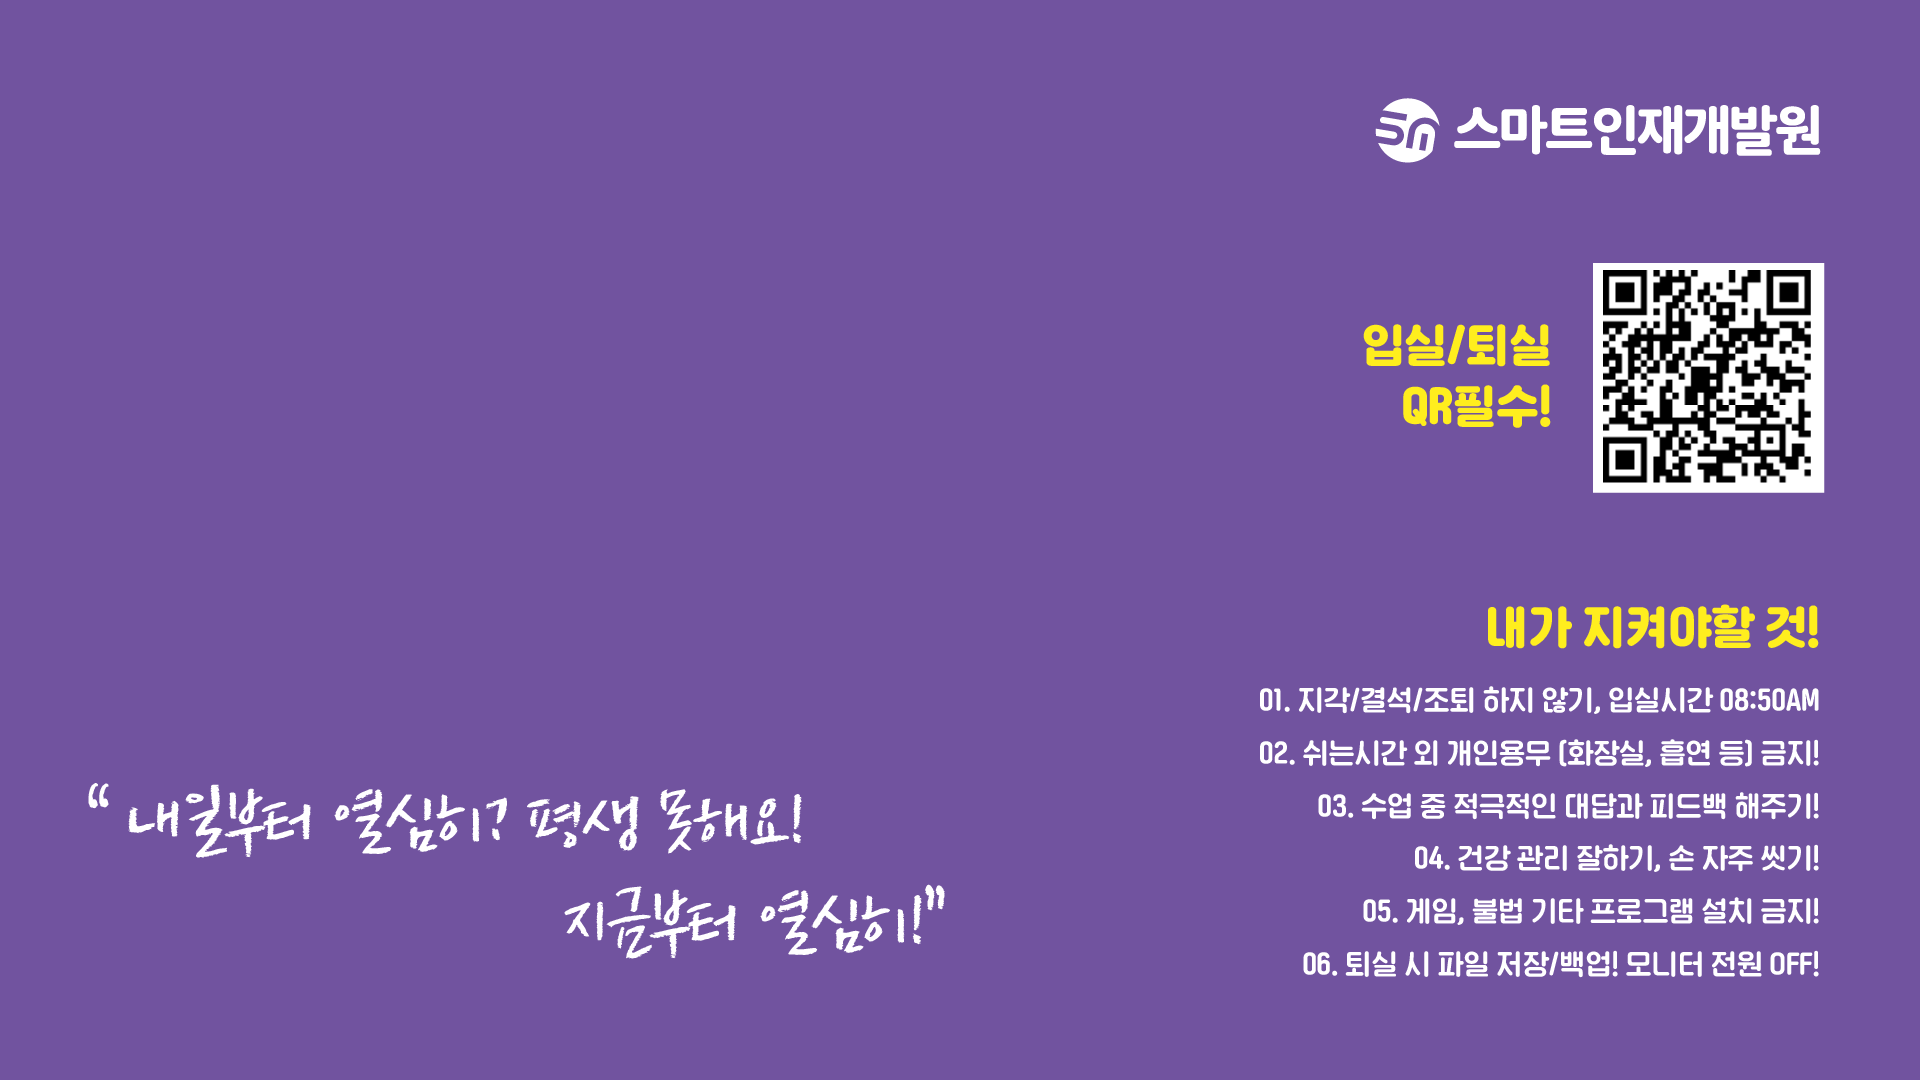 스마트인재개발원
입실/퇴실
QR필수!
내가 지켜야할 것!
01. 지각/결석/조퇴 하지 않기, 입실시간 08:50AM
02. 쉬는시간 외 개인용무 (화장실, 흡연 등) 금지!
03. 수업 중 적극적인 대답과 피드백 해주기!
04. 건강 관리 잘하기, 손 자주 씻기!
05. 게임, 불법 기타 프로그램 설치 금지!
06. 퇴실 시 파일 저장/백업! 모니터 전원 OFF!
“ 내일부터 열심히? 평생 못해요!
지금부터 열심히!”